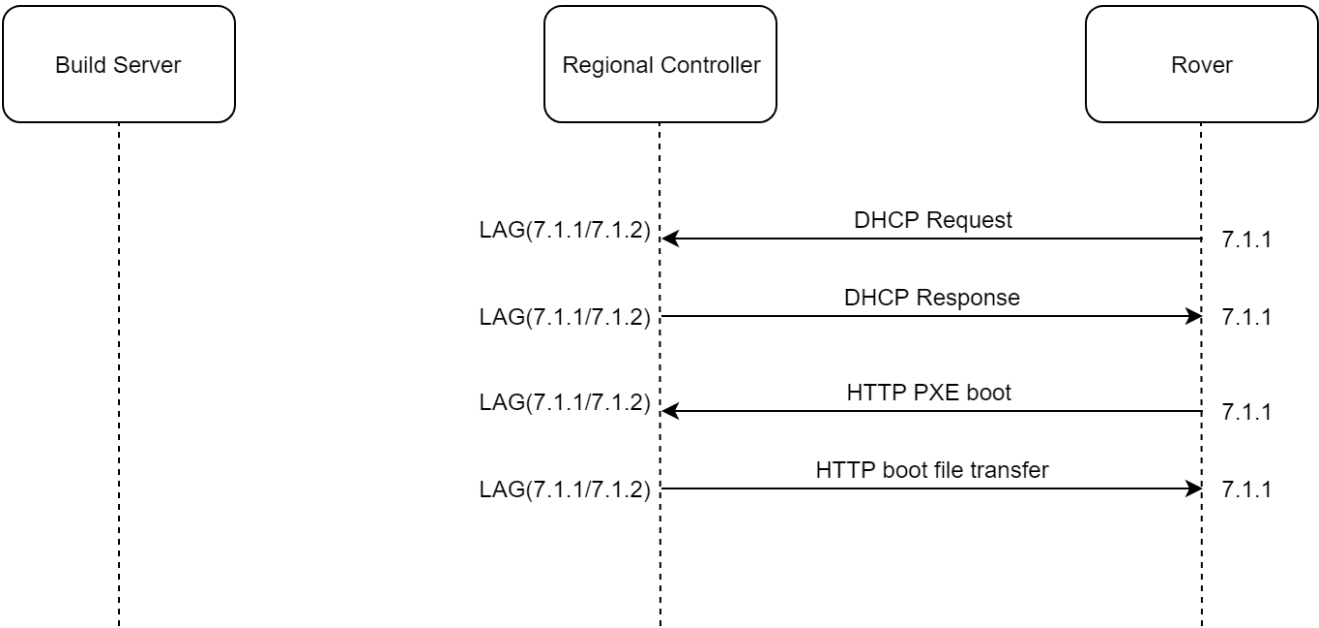 Build Server
Regional Controller
Rover
DHCP Request
LAG(7.1.1/7.1.2)
7.1.1
DHCP Response
LAG(7.1.1/7.1.2)
7.1.1
HTTP PXE boot
LAG(7.1.1/7.1.2)
7.1.1
HTTP boot file transfer
LAG(7.1.1/7.1.2)
7.1.1